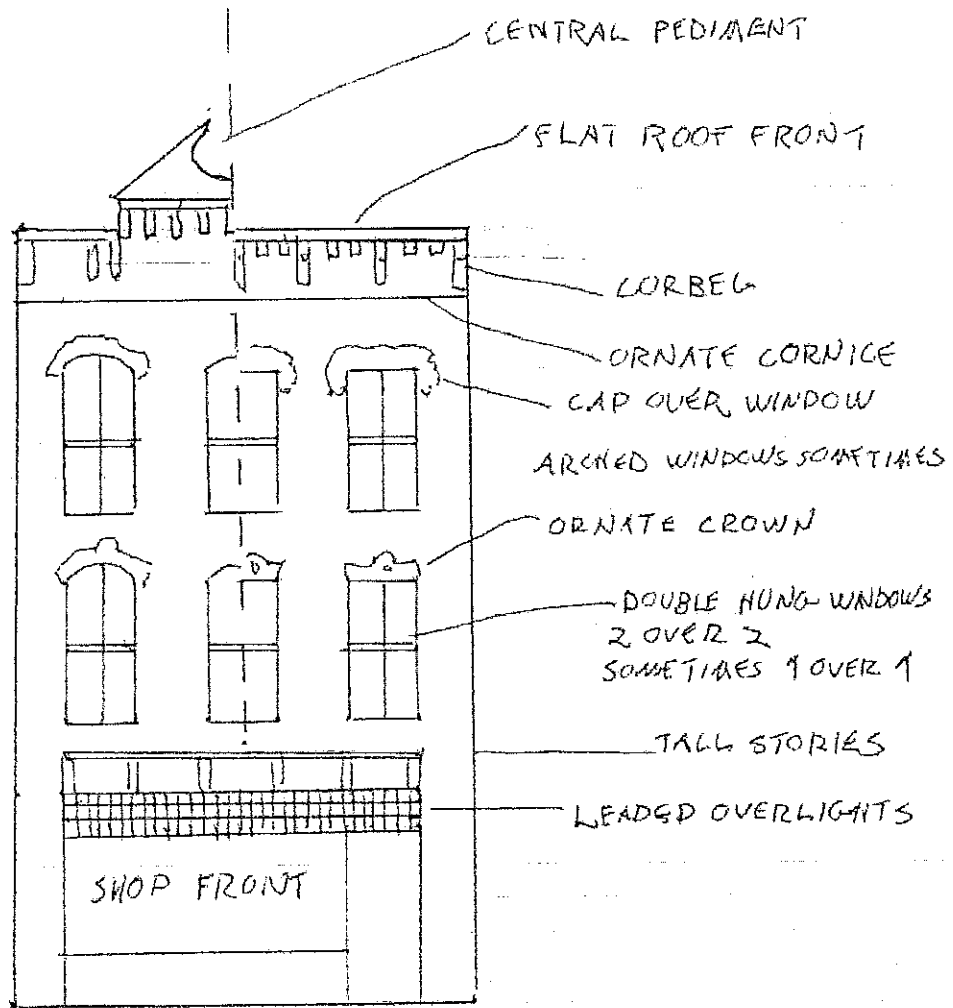 CENTRAL PEDIMENT
FLAT ROOF FRONT
CORBEL
ORNATE CORNICE
CAP OVER WINDOW
ARCHED WINDOWS SOMETIMES
ORNATE CROWN
DOUBLE HUNG WINDOWS
2 OVER 2
SOMETIMES 1 OVER 1
TALL STORIES
LEADED OVERLIGHTS
SHOP FRONT